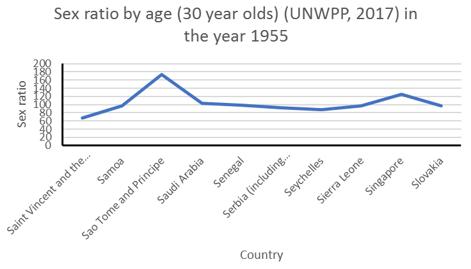 Sex ratio by age (30 year olds) (UNWPP, 2017) in
the year 1955
Sex ratio
200
180
160
140
120
100
80
60
40
20
0
Saint Vincent and the...
Samoa
Sao Tome and Principe
Saudi Arabia
Senegal
Serbia (including...
Seychelles
Sierra Leone
Singapore
Slovakia
Country